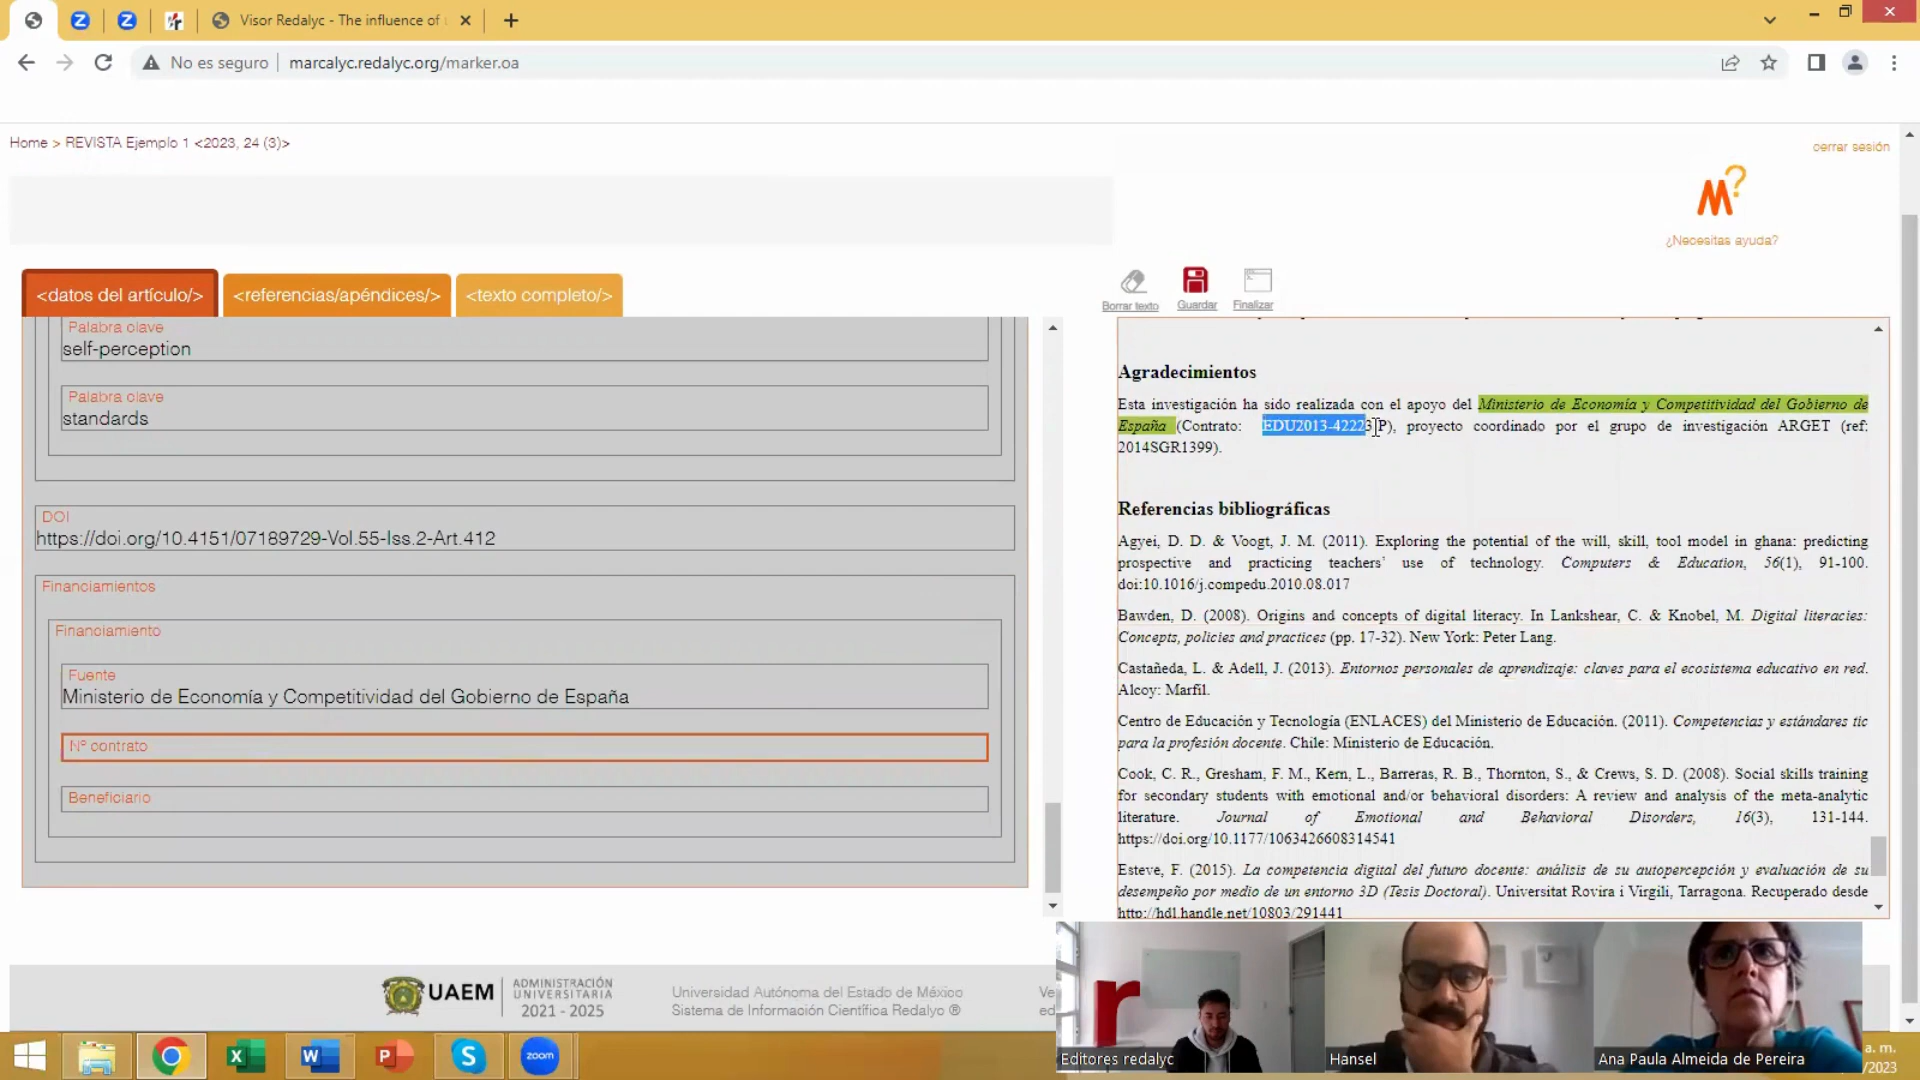 Visor Redalyc - The influence of
No es seguro
marcalyc.redalyc.org/marker.oa
Home > REVISTA Ejemplo 1 <2023, 24 (3)>
cerrar sesión
¿Necesitas ayuda?
<datos del artículo/>
<referencias/apéndices/>
<texto completo/>
Borrar texto
Guardar
Finalizar
Palabra clave
self-perception
Palabra clave
standards
DOI
https://doi.org/10.4151/07189729-Vol.55-Iss.2-Art.412
Financiamientos
Financiamiento
Fuente
Ministerio de Economía y Competitividad del Gobierno de España
Nº contrato
Beneficiario
Agradecimientos
Esta investigación ha sido realizada con el apoyo del Ministerio de Economía y Competitividad del Gobierno de
España (Contrato: EDU2013-42223-P), proyecto coordinado por el grupo de investigación ARGET (ref:
2014SGR1399).
Referencias bibliográficas
Agyei, D. D. & Voogt, J. M. (2011). Exploring the potential of the will, skill, tool model in ghana: predicting
prospective and practicing teachers' use of technology. Computers & Education, 56(1), 91-100.
doi:10.1016/j.compedu.2010.08.017
Bawden, D. (2008). Origins and concepts of digital literacy. In Lankshear, C. & Knobel, M. Digital literacies:
Concepts, policies and practices (pp. 17-32). New York: Peter Lang.
Castañeda, L. & Adell, J. (2013). Entornos personales de aprendizaje: claves para el ecosistema educativo en red.
Alcoy: Marfil.
Centro de Educación y Tecnología (ENLACES) del Ministerio de Educación. (2011). Competencias y estándares tic
para la profesión docente. Chile: Ministerio de Educación.
Cook, C. R., Gresham, F. M., Kern, L., Barreras, R. B., Thornton, S., & Crews, S. D. (2008). Social skills training
for secondary students with emotional and/or behavioral disorders: A review and analysis of the meta-analytic
literature. Journal of Emotional and Behavioral Disorders, 16(3), 131-144.
https://doi.org/10.1177/1063426608314541
Esteve, F. (2015). La competencia digital del futuro docente: análisis de su autopercepción y evaluación de su
desempeño por medio de un entorno 3D (Tesis Doctoral). Universitat Rovira i Virgili, Tarragona. Recuperado desde
http://hdl.handle.net/10803/291441
UAEM
ADMINISTRACIÓN
UNIVERSITARIA
2021 - 2025
Universidad Autónoma del Estado de México
Sistema de Información Científica Redalyc ®
Ve
ed
Editores redalyc
Hansel
Ana Paula Almeida de Pereira
zoom
a. m.
/2023